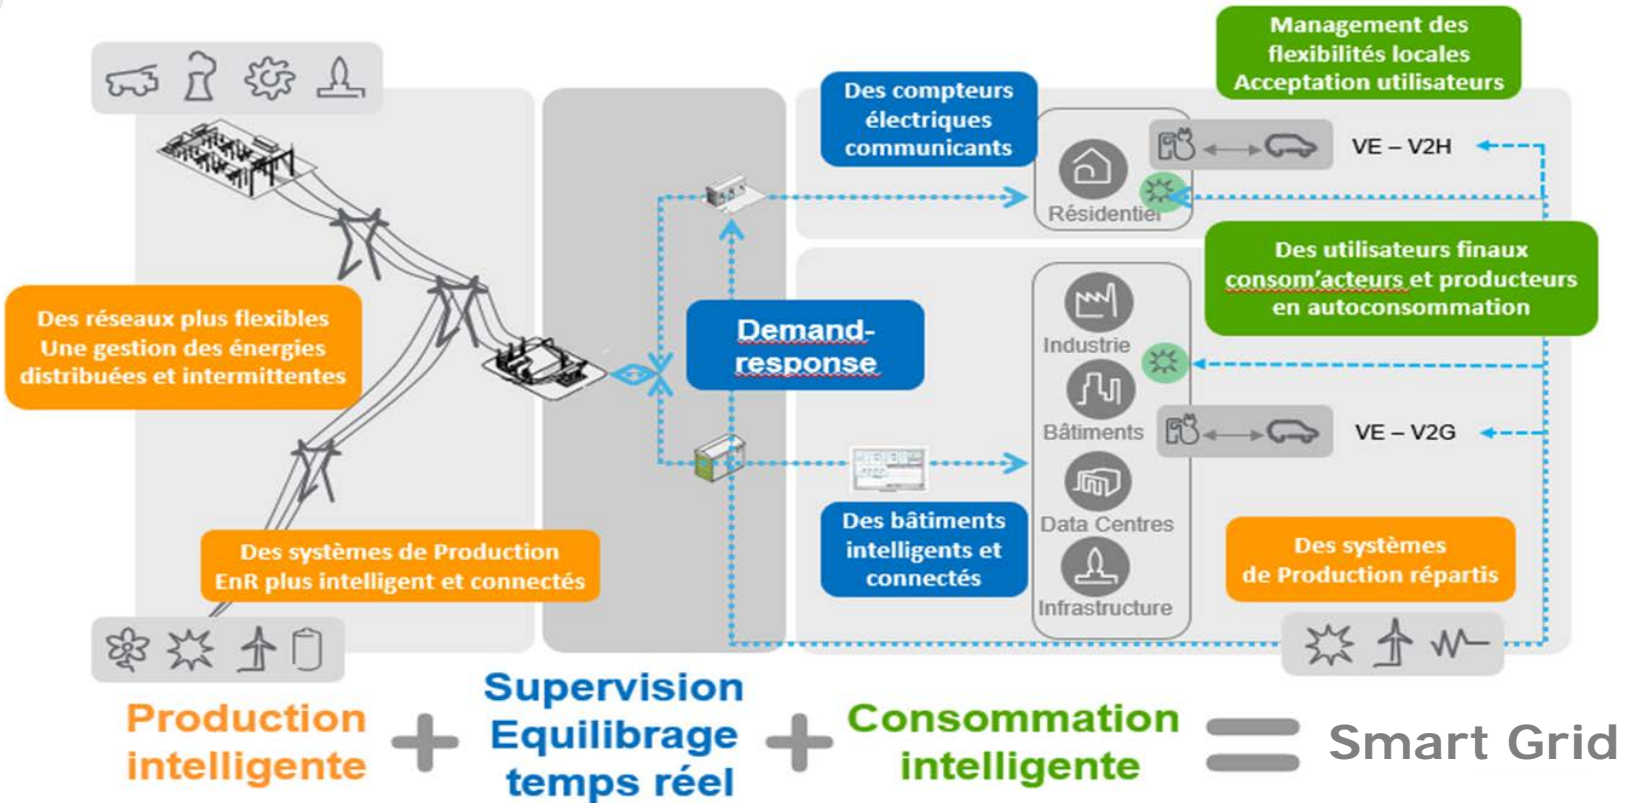 Management des
flexibilités locales
Acceptation utilisateurs
Des compteurs
électriques
communicants
VE – V2H
Résidentiel
Des utilisateurs finaux
consom'acteurs et producteurs
en autoconsommation
Des réseaux plus flexibles
Une gestion des énergies
distribuées et intermittentes
Demand-
response
Industrie
Bâtiments
VE – V2G
Des bâtiments
intelligents et
connectés
Data Centres
Infrastructure
Des systèmes
de Production répartis
Des systèmes de Production
EnR plus intelligent et connectés
Production
intelligente
+
Supervision
Equilibrage
temps réel
+
Consommation
intelligente
=
Smart Grid